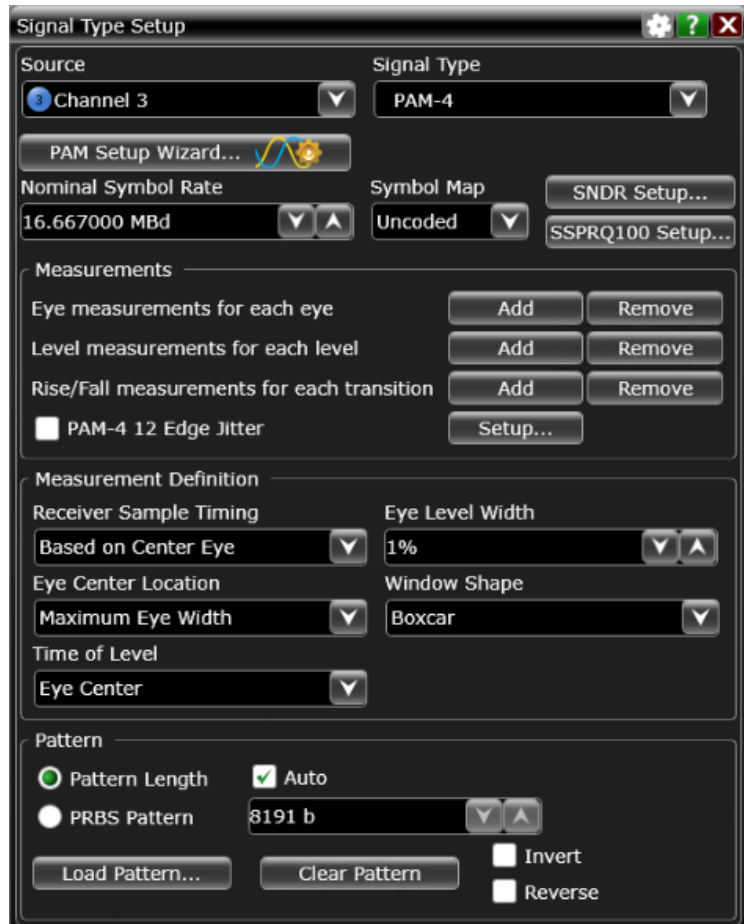 Signal Type Setup ?
Source Signal Type
3 Channel 3 PAM-4
PAM Setup Wizard...
Nominal Symbol Rate Symbol Map SNDR Setup...
16.667000 MBd Uncoded SSPRQ100 Setup...
Measurements
Eye measurements for each eye Add Remove
Level measurements for each level Add Remove
Rise/Fall measurements for each transition Add Remove
PAM-4 12 Edge Jitter Setup...
Measurement Definition
Receiver Sample Timing Eye Level Width
Based on Center Eye 1%
Eye Center Location Window Shape
Maximum Eye Width Boxcar
Time of Level
Eye Center
Pattern
Pattern Length Auto
PRBS Pattern 8191 b
Invert
Load Pattern... Clear Pattern
Reverse